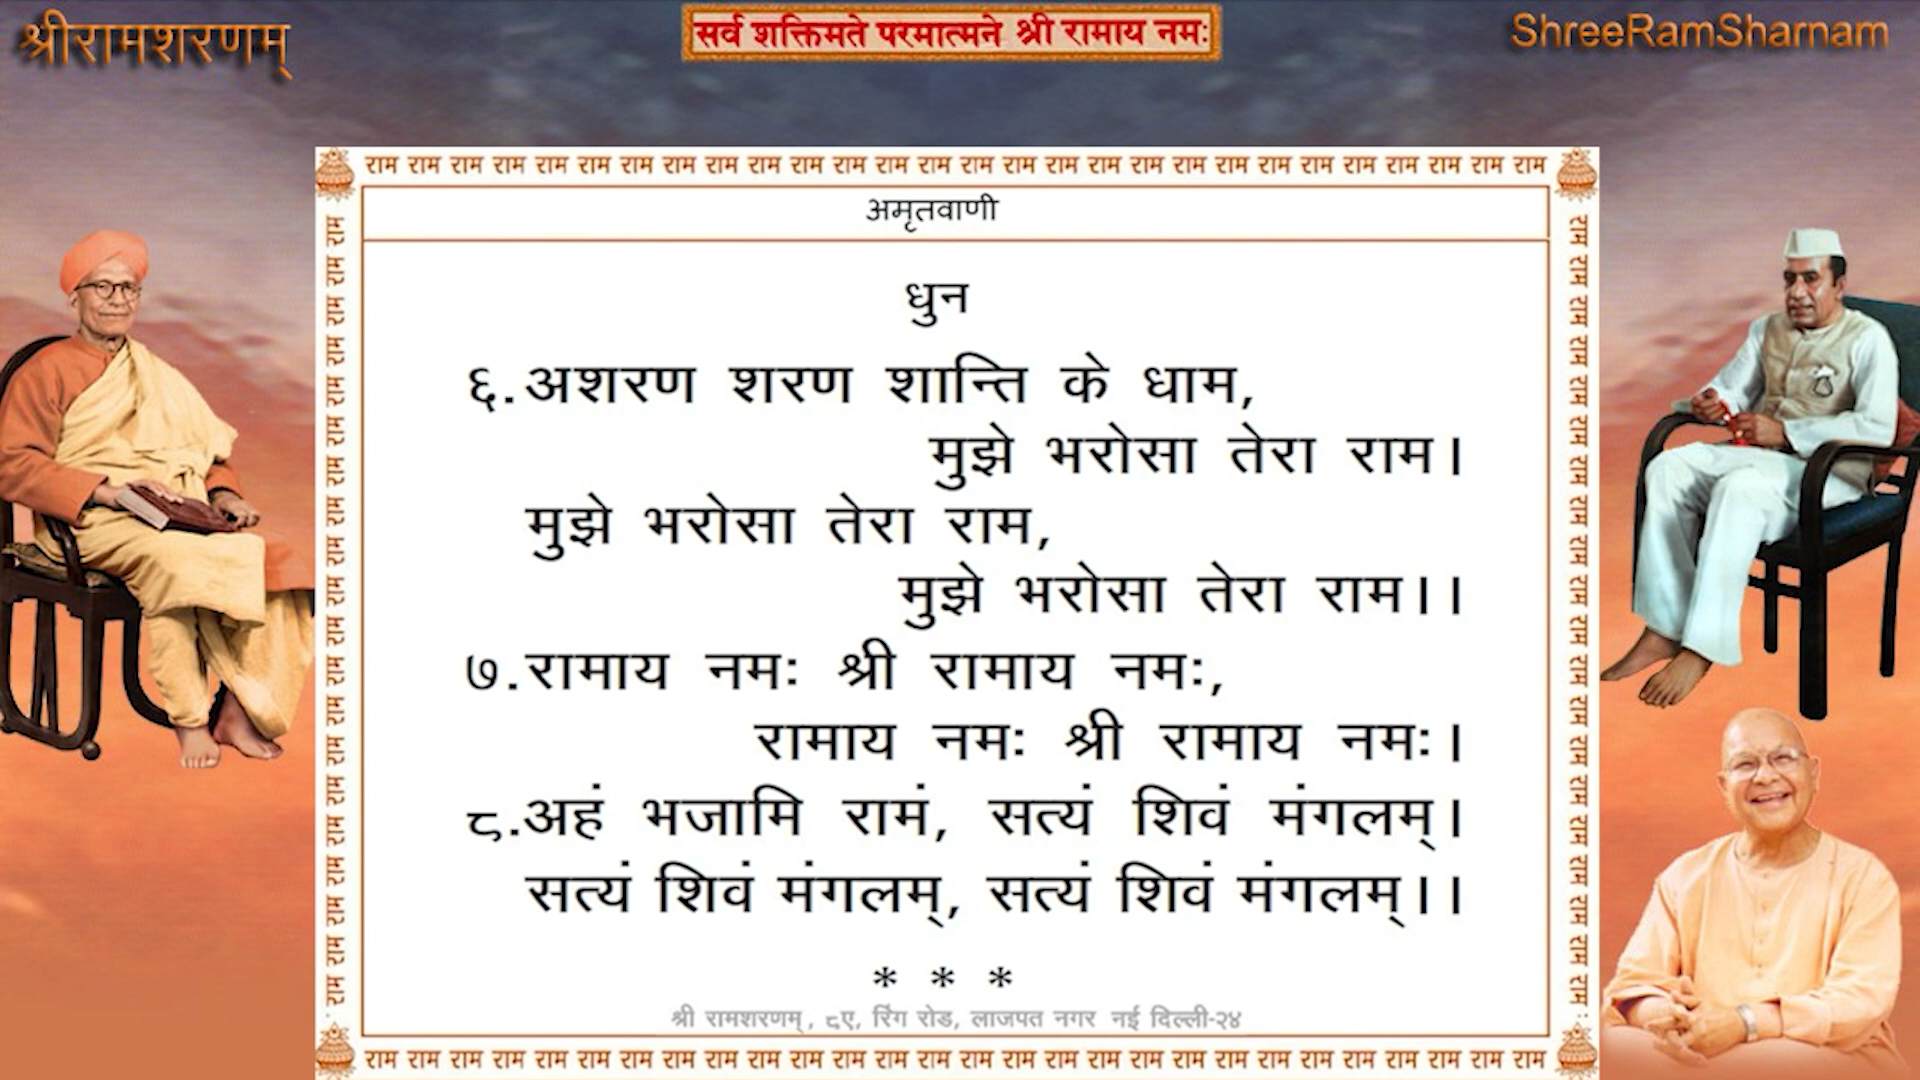 श्रीरामशरणम्
सर्व शक्तिमते परमात्मने श्री रामाय नमः
ShreeRamSharnam
राम राम राम राम राम राम राम राम राम राम राम राम राम राम राम राम राम राम राम राम राम राम राम राम राम राम राम राम
अमृतवाणी
धुन
६.अशरण शरण शान्ति के धाम,
मुझे भरोसा तेरा राम।
मुझे भरोसा तेरा राम,
मुझे भरोसा तेरा राम।।
७.रामाय नमः श्री रामाय नमः,
रामाय नमः श्री रामाय नमः।
८.अहं भजामि रामं, सत्यं शिवं मंगलम्।
सत्यं शिवं मंगलम्, सत्यं शिवं मंगलम्।।
* * *
श्री रामशरणम्, ८ए, रिंग रोड, लाजपत नगर नई दिल्ली-२४
राम राम राम राम राम राम राम राम राम राम राम राम राम राम राम राम राम राम राम राम राम राम राम राम राम राम राम राम
राम राम राम राम राम राम राम राम राम राम राम राम राम राम राम राम राम राम राम राम
राम राम राम राम राम राम राम राम राम राम राम राम राम राम राम राम राम राम राम राम